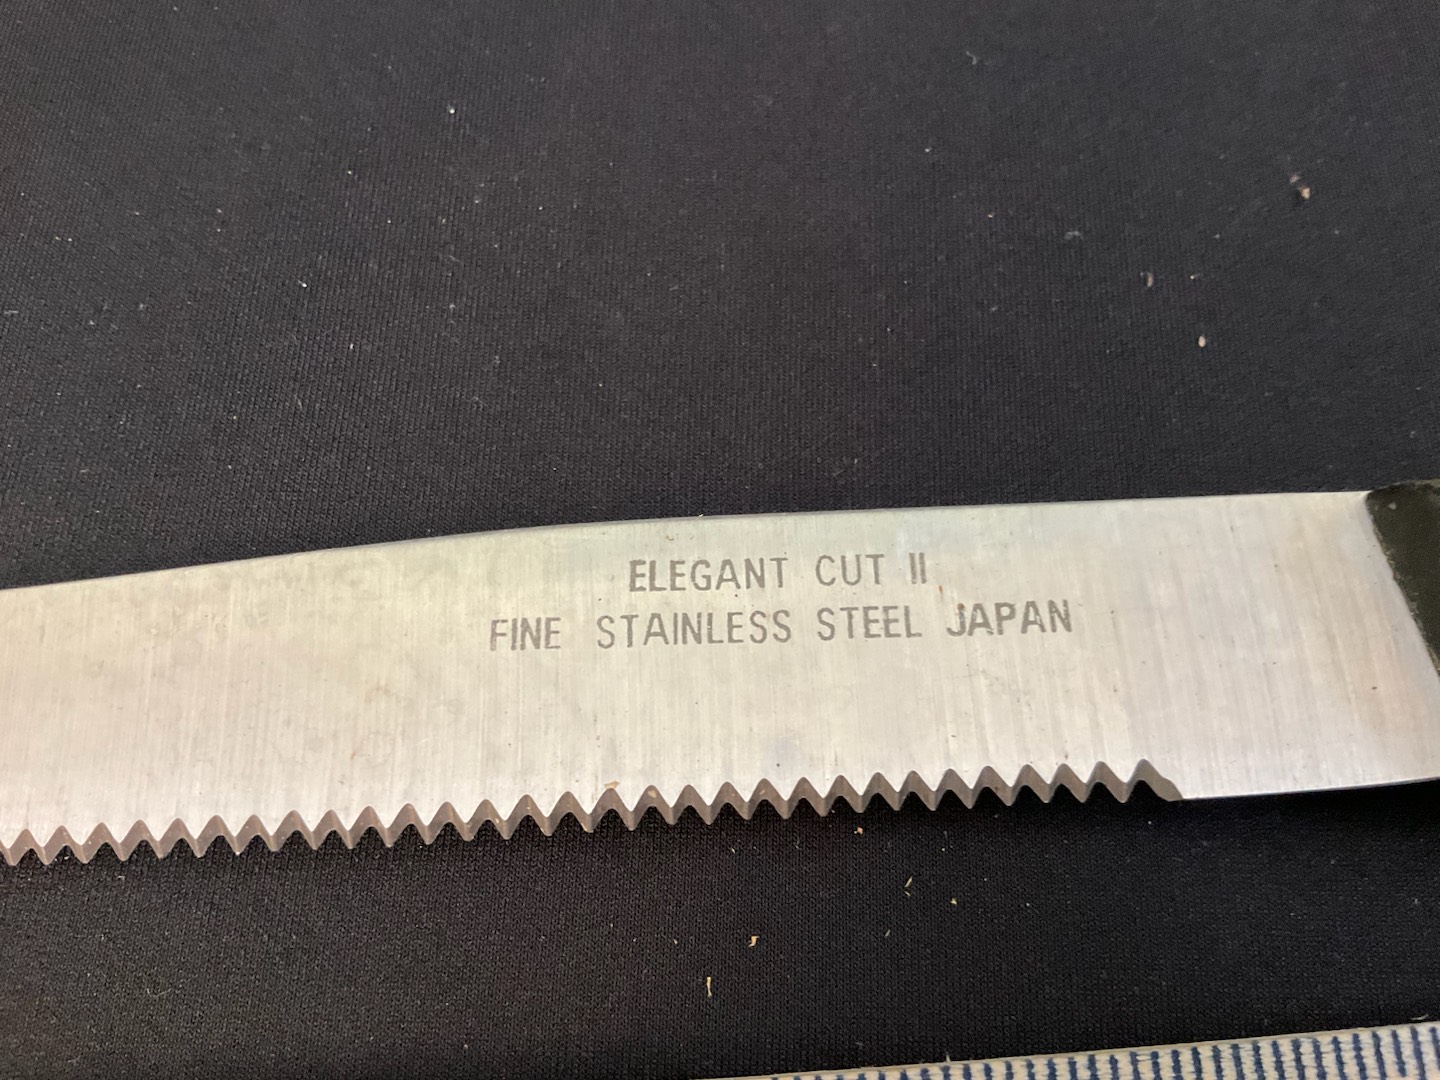 ELEGANT CUT II
FINE STAINLESS STEEL JAPAN